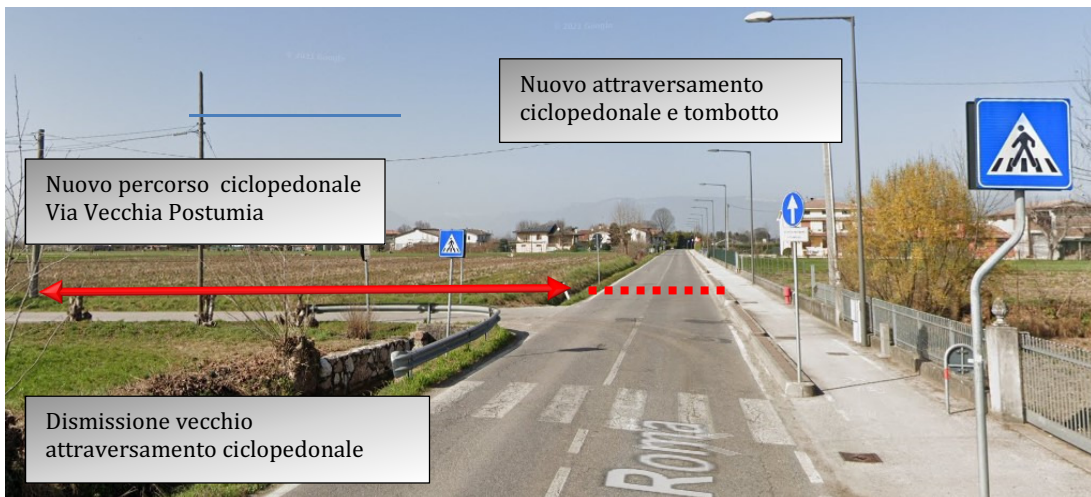 Nuovo attraversamento
ciclopedonale e tombotto
Nuovo percorso ciclopedonale
Via Vecchia Postumia
Dismissione vecchio
attraversamento ciclopedonale
Roma